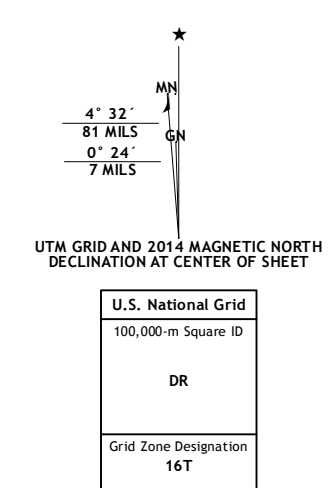 ★
MN
4° 32´
81 MILS
GN
0° 24´
7 MILS
UTM GRID AND 2014 MAGNETIC NORTH
DECLINATION AT CENTER OF SHEET
U.S. National Grid
100,000-m Square ID
DR
Grid Zone Designation
16T